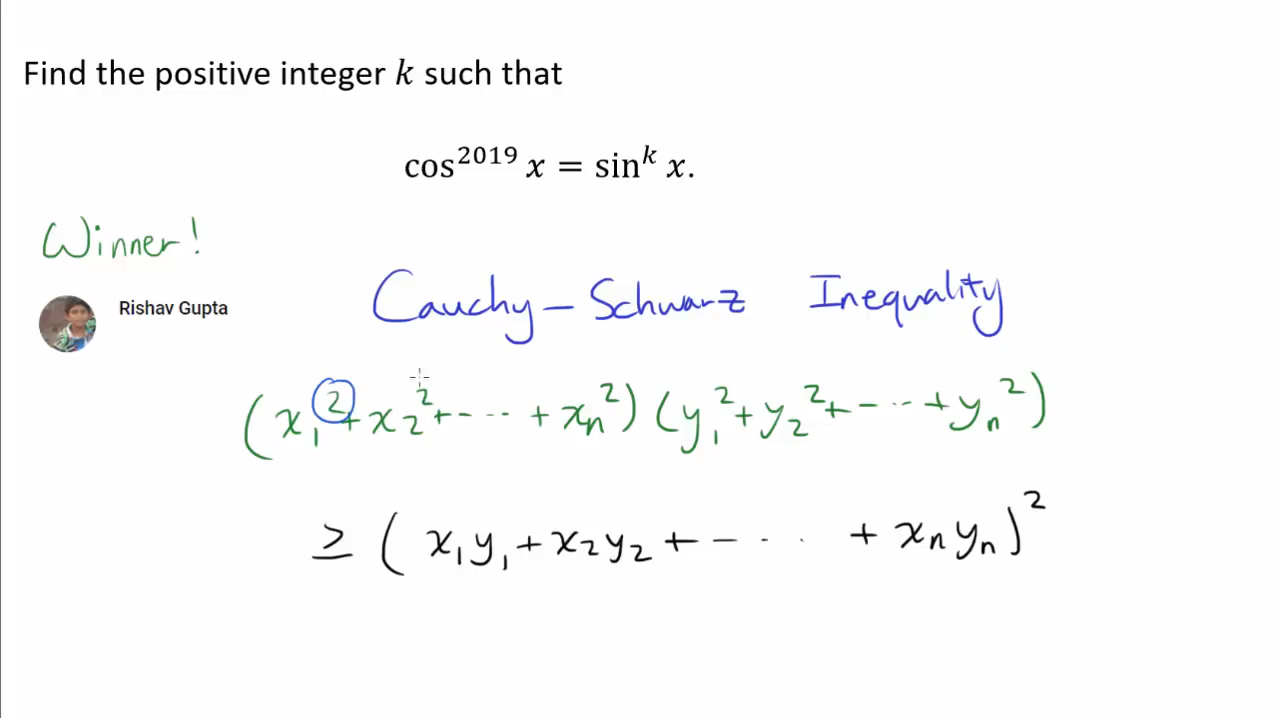 Find the positive integer k such that
cos²⁰¹⁹ x = sinᵏ x.
Winner!
Rishav Gupta
Cauchy – Schwarz Inequality
(x₁² + x₂² + ... + xₙ²)(y₁² + y₂² + ... + yₙ²)
≥ (x₁y₁ + x₂y₂ + ... + xₙyₙ)²